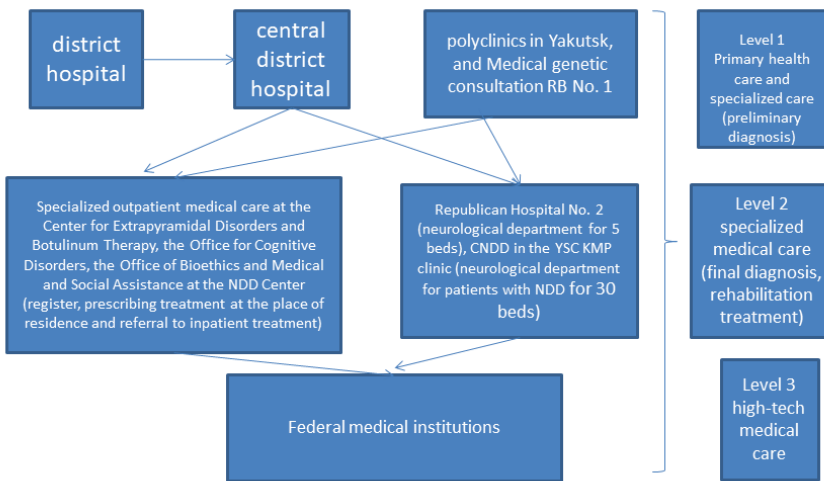 district
hospital
central
district
hospital
polyclinics in Yakutsk,
and Medical genetic
consultation RB No. 1
Level 1
Primary health
care and
specialized care
(preliminary
diagnosis)
Specialized outpatient medical care at the
Center for Extrapyramidal Disorders and
Botulinum Therapy, the Office for Cognitive
Disorders, the Office of Bioethics and Medical
and Social Assistance at the NDD Center
(register, prescribing treatment at the place of
residence and referral to inpatient treatment)
Republican Hospital No. 2
(neurological department for 5
beds), CNDD in the YSC KMP
clinic (neurological department
for patients with NDD for 30
beds)
Level 2
specialized
medical care
(final diagnosis,
rehabilitation
treatment)
Federal medical institutions
Level 3
high-tech
medical
care